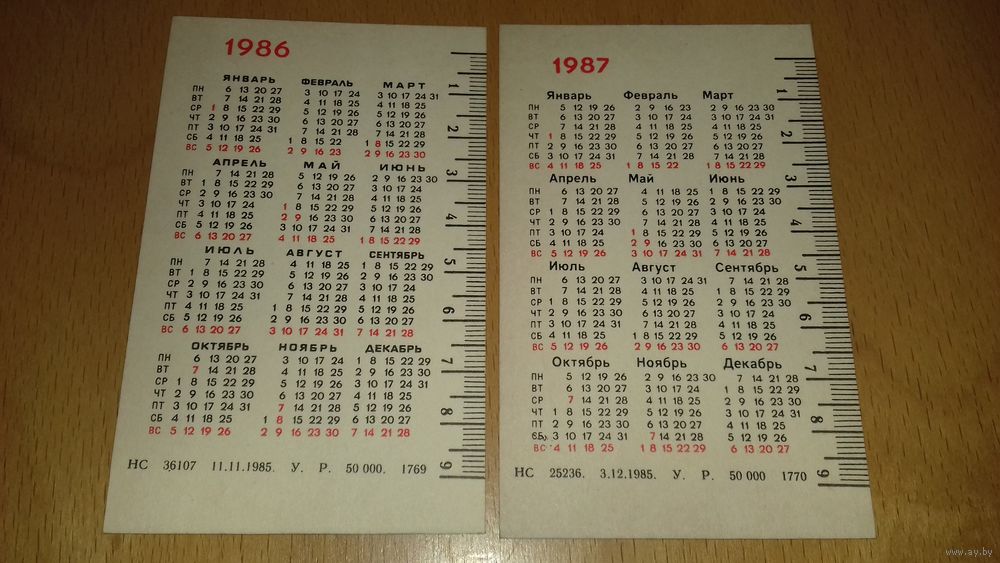 1986
ЯНВАРЬ ФЕВРАЛЬ МАРТ
ПН 6 13 20 27 3 10 17 24 3 10 17 24 31
ВТ 7 14 21 28 4 11 18 25 4 11 18 25
СР 1 8 15 22 29 5 12 19 26 5 12 19 26
ЧТ 2 9 16 23 30 6 13 20 27 6 13 20 27
ПТ 3 10 17 24 31 7 14 21 28 7 14 21 28
СБ 4 11 18 25 1 8 15 22 1 8 15 22 29
ВС 5 12 19 26 2 9 16 23 2 9 16 23 30
АПРЕЛЬ МАЙ ИЮНЬ
ПН 7 14 21 28 5 12 19 26 2 9 16 23 30
ВТ 1 8 15 22 29 6 13 20 27 3 10 17 24
СР 2 9 16 23 30 7 14 21 28 4 11 18 25
ЧТ 3 10 17 24 1 8 15 22 29 5 12 19 26
ПТ 4 11 18 25 2 9 16 23 30 6 13 20 27
СБ 5 12 19 26 3 10 17 24 31 7 14 21 28
ВС 6 13 20 27 4 11 18 25 1 8 15 22 29
ИЮЛЬ АВГУСТ СЕНТЯБРЬ
ПН 7 14 21 28 4 11 18 25 1 8 15 22 29
ВТ 1 8 15 22 29 5 12 19 26 2 9 16 23 30
СР 2 9 16 23 30 6 13 20 27 3 10 17 24
ЧТ 3 10 17 24 31 7 14 21 28 4 11 18 25
ПТ 4 11 18 25 1 8 15 22 29 5 12 19 26
СБ 5 12 19 26 2 9 16 23 30 6 13 20 27
ВС 6 13 20 27 3 10 17 24 31 7 14 21 28
ОКТЯБРЬ НОЯБРЬ ДЕКАБРЬ
ПН 6 13 20 27 3 10 17 24 1 8 15 22 29
ВТ 7 14 21 28 4 11 18 25 2 9 16 23 30
СР 1 8 15 22 29 5 12 19 26 3 10 17 24 31
ЧТ 2 9 16 23 30 6 13 20 27 4 11 18 25
ПТ 3 10 17 24 31 7 14 21 28 5 12 19 26
СБ 4 11 18 25 1 8 15 22 29 6 13 20 27
ВС 5 12 19 26 2 9 16 23 30 7 14 21 28
НС 36107 11.11.1985. У. Р. 50 000. 1769
1
2
3
4
5
6
7
8
9
1987
Январь Февраль Март
ПН 5 12 19 26 2 9 16 23 2 9 16 23 30
ВТ 6 13 20 27 3 10 17 24 3 10 17 24 31
СР 7 14 21 28 4 11 18 25 4 11 18 25
ЧТ 1 8 15 22 29 5 12 19 26 5 12 19 26
ПТ 2 9 16 23 30 6 13 20 27 6 13 20 27
СБ 3 10 17 24 31 7 14 21 28 7 14 21 28
ВС 4 11 18 25 1 8 15 22 1 8 15 22 29
Апрель Май Июнь
ПН 6 13 20 27 4 11 18 25 1 8 15 22 29
ВТ 7 14 21 28 5 12 19 26 2 9 16 23 30
СР 1 8 15 22 29 6 13 20 27 3 10 17 24
ЧТ 2 9 16 23 30 7 14 21 28 4 11 18 25
ПТ 3 10 17 24 1 8 15 22 29 5 12 19 26
СБ 4 11 18 25 2 9 16 23 30 6 13 20 27
ВС 5 12 19 26 3 10 17 24 31 7 14 21 28
Июль Август Сентябрь
ПН 6 13 20 27 3 10 17 24 31 7 14 21 28
ВТ 7 14 21 28 4 11 18 25 1 8 15 22 29
СР 1 8 15 22 29 5 12 19 26 2 9 16 23 30
ЧТ 2 9 16 23 30 6 13 20 27 3 10 17 24
ПТ 3 10 17 24 31 7 14 21 28 4 11 18 25
СБ 4 11 18 25 1 8 15 22 29 5 12 19 26
ВС 5 12 19 26 2 9 16 23 30 6 13 20 27
Октябрь Ноябрь Декабрь
ПН 5 12 19 26 2 9 16 23 30 7 14 21 28
ВТ 6 13 20 27 3 10 17 24 1 8 15 22 29
СР 7 14 21 28 4 11 18 25 2 9 16 23 30
ЧТ 1 8 15 22 29 5 12 19 26 3 10 17 24 31
ПТ 2 9 16 23 30 6 13 20 27 4 11 18 25
СБ 3 10 17 24 31 7 14 21 28 5 12 19 26
ВС 4 11 18 25 1 8 15 22 29 6 13 20 27
НС 25236. 3.12.1985. У. Р. 50 000 1770
1
2
3
4
5
6
7
8
9
www.ay.by